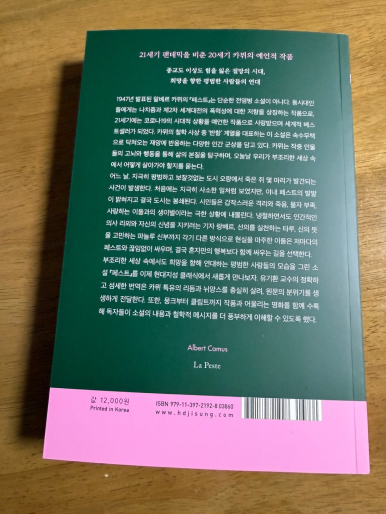 21세기 팬데믹을 비춘 20세기 카뮈의 예언적 작품
종교도 이성도 힘을 잃은 절망의 시대,
희망을 향한 평범한 사람들의 연대
1947년 발표된 알베르 카뮈의 『페스트』는 단순한 전염병 소설이 아니다. 동시대인
들에게는 나치즘과 제2차 세계대전의 폭력성에 대한 저항을 상징하는 작품으로,
21세기에는 코로나19의 시대적 상황을 예언한 작품으로 사랑받으며 세계적 베스
트셀러가 되었다. 카뮈의 철학 사상 중 '반항' 계열을 대표하는 이 소설은 속수무책
으로 닥쳐오는 재앙에 반응하는 다양한 인간 군상을 담고 있다. 카뮈는 작중 인물
들의 고뇌와 행동을 통해 삶의 본질을 탐구하며, 오늘날 우리가 부조리한 세상 속
에서 어떻게 살아가야 할지를 묻는다.
어느 날, 지극히 평범하고 보잘것없는 도시 오랑에서 죽은 쥐 몇 마리가 발견되는
사건이 발생한다. 처음에는 지극히 사소한 일처럼 보였지만, 이내 페스트의 발발
이 밝혀지고 결국 도시는 봉쇄된다. 시민들은 갑작스러운 격리와 죽음, 물자 부족,
사랑하는 이들과의 생이별이라는 극한 상황에 내몰린다. 냉철하면서도 인간적인
의사 리외와 자신의 신념을 지키려는 기자 랑베르, 선의를 실천하는 타루, 신의 뜻
을 고민하는 파늘루 신부까지 각기 다른 방식으로 현실을 마주한 이들은 저마다의
페스트와 끊임없이 싸우며, 결국 혼자만의 행복보다 함께 싸우는 길을 선택한다.
부조리한 세상 속에서도 희망을 향해 연대하는 평범한 사람들의 모습을 그린 소
설 『페스트』를 이제 현대지성 클래식에서 새롭게 만나보자. 유기환 교수의 정확하
고 섬세한 번역은 카뮈 특유의 리듬과 뉘앙스를 충실히 살려, 원문의 분위기를 생
생하게 전달한다. 또한, 뭉크부터 클림트까지 작품과 어울리는 명화를 함께 수록
해 독자들이 소설의 내용과 철학적 메시지를 더 풍부하게 이해할 수 있도록 했다.
Albert Camus
La Peste
값 12,000원
Printed in Korea
ISBN 979-11-397-2192-8 03860
www.hdjisung.com